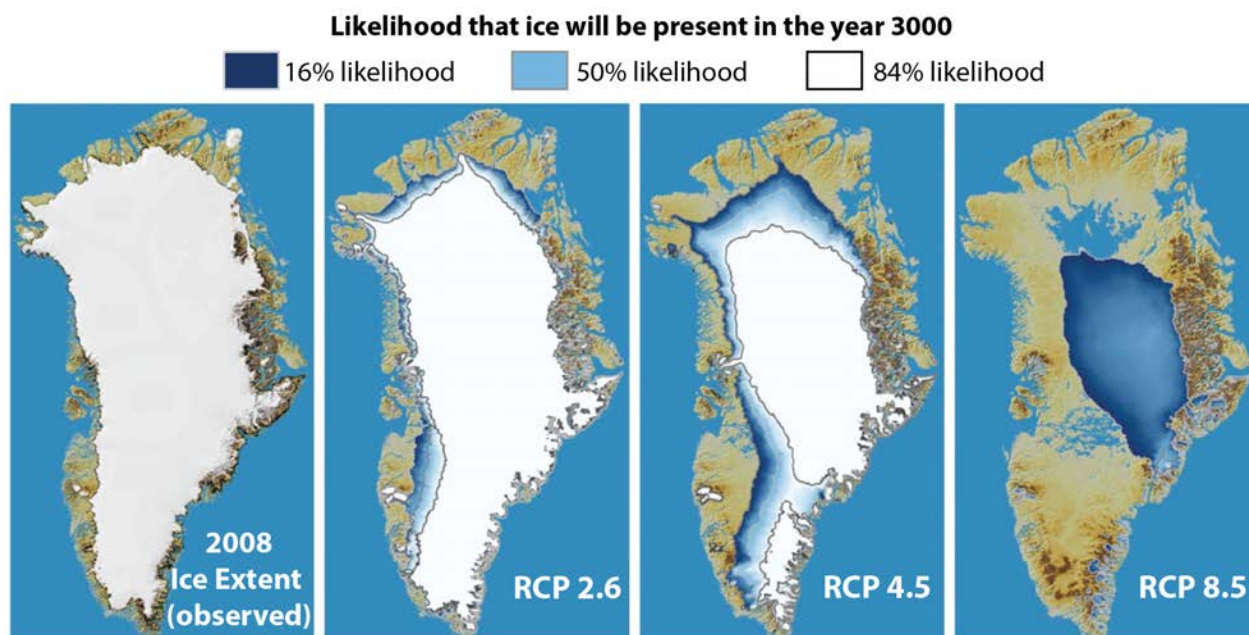 Likelihood that ice will be present in the year 3000
16% likelihood
50% likelihood
84% likelihood
2008
Ice Extent
(observed)
RCP 2.6
RCP 4.5
RCP 8.5